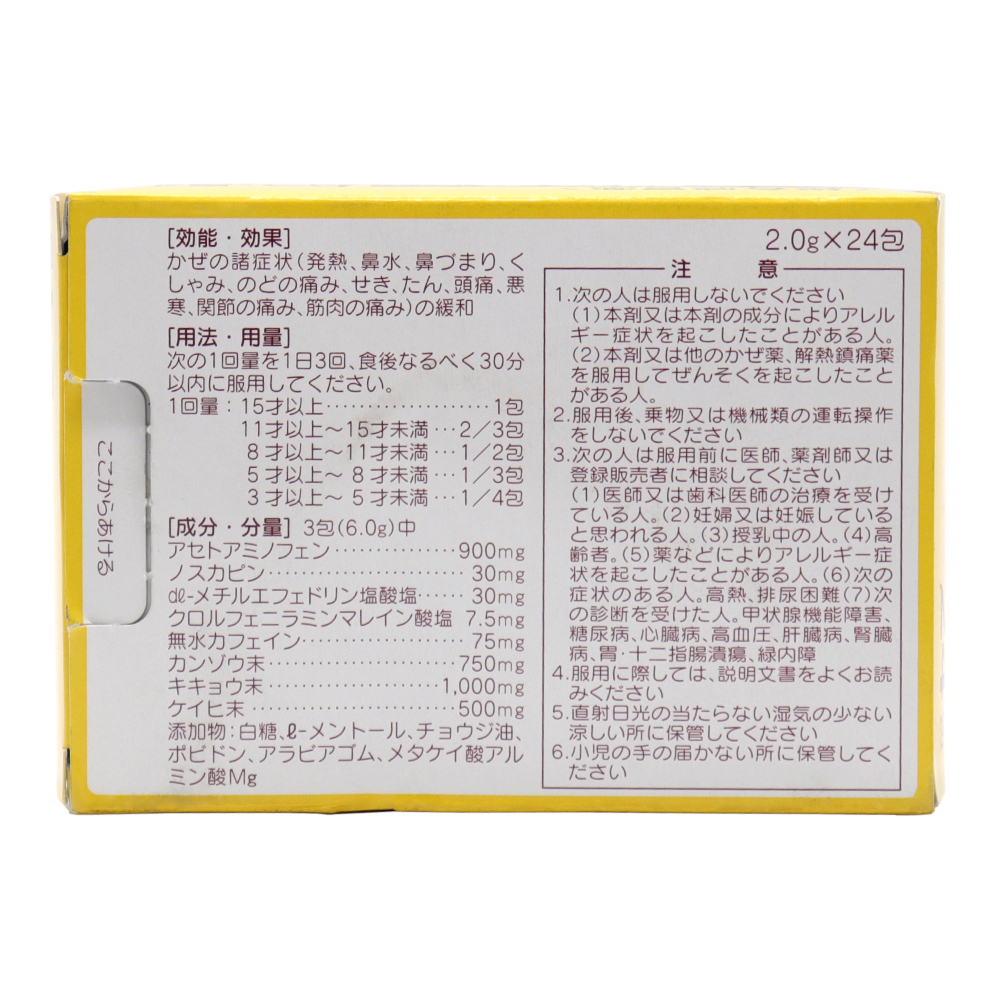 [効能・効果]
かぜの諸症状(発熱、鼻水、鼻づまり、く
しゃみ、のどの痛み、せき、たん、頭痛、悪
寒、関節の痛み、筋肉の痛み)の緩和
[用法・用量]
次の1回量を1日3回、食後なるべく30分
以内に服用してください。
1回量:15才以上……………………1包
11才以上〜15才未満…2/3包
8才以上〜11才未満…1/2包
5才以上〜8才未満…1/3包
3才以上〜5才未満…1/4包
[成分・分量] 3包(6.0g)中
アセトアミノフェン……………900mg
ノスカピン………………………30mg
dℓ-メチルエフェドリン塩酸塩……30mg
クロルフェニラミンマレイン酸塩 7.5mg
無水カフェイン…………………75mg
カンゾウ末………………………750mg
キキョウ末……………………1,000mg
ケイヒ末…………………………500mg
添加物:白糖、ℓ-メントール、チョウジ油、
ポビドン、アラビアゴム、メタケイ酸アル
ミン酸Mg
2.0g×24包
注意
1.次の人は服用しないでください
(1)本剤又は本剤の成分によりアレル
ギー症状を起こしたことがある人。
(2)本剤又は他のかぜ薬、解熱鎮痛薬
を服用してぜんそくを起こしたこと
がある人。
2.服用後、乗物又は機械類の運転操作
をしないでください
3.次の人は服用前に医師、薬剤師又は
登録販売者に相談してください
(1)医師又は歯科医師の治療を受け
ている人。(2)妊婦又は妊娠している
と思われる人。(3)授乳中の人。(4)高
齢者。(5)薬などによりアレルギー症
状を起こしたことがある人。(6)次の
症状のある人。高熱、排尿困難(7)次
の診断を受けた人。甲状腺機能障害、
糖尿病、心臓病、高血圧、肝臓病、腎臓
病、胃・十二指腸潰瘍、緑内障
4.服用に際しては、説明文書をよくお読
みください
5.直射日光の当たらない湿気の少ない
涼しい所に保管してください
6.小児の手の届かない所に保管してく
ださい
ここからあける